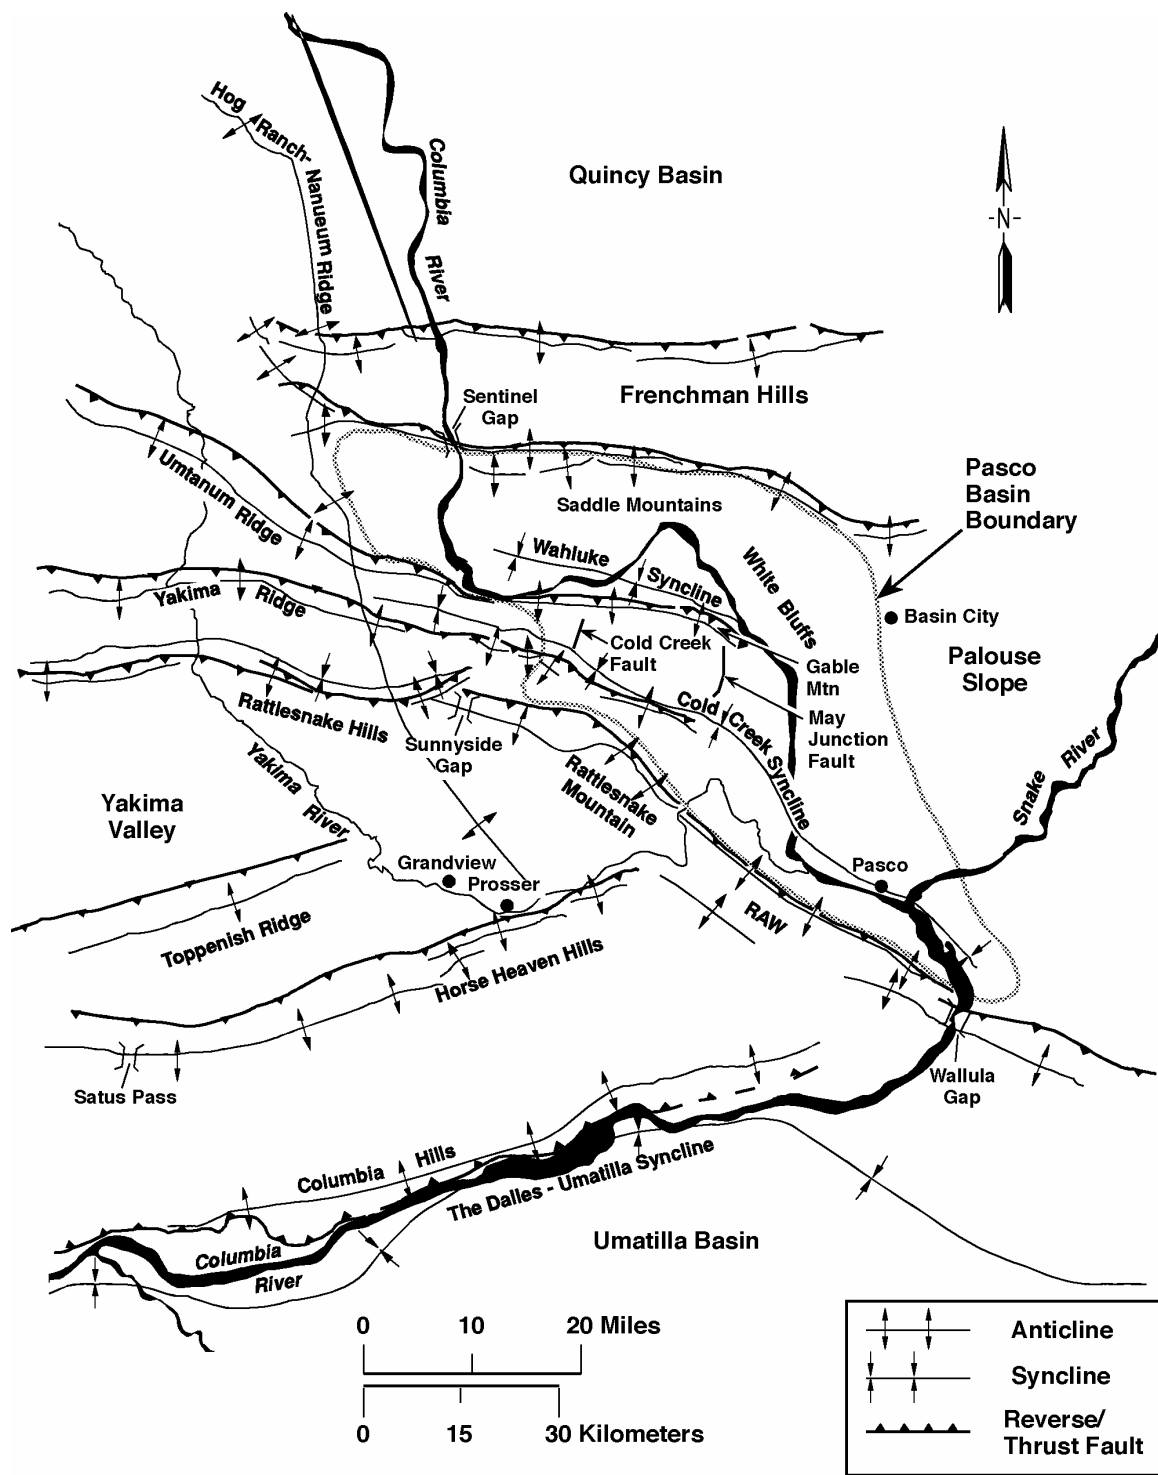 Hog Ranch-Nanueum Ridge
Columbia River
Quincy Basin
-N-
Sentinel
Gap
Frenchman Hills
Pasco
Basin
Boundary
Umtanum Ridge
Saddle Mountains
Wahluke Syncline
White Bluffs
Yakima Ridge
Cold Creek
Fault
Basin City
Gable
Mtn
Palouse
Slope
Rattlesnake Hills
Sunnyside
Gap
Cold Creek Syncline
May
Junction
Fault
Yakima River
Rattlesnake
Mountain
Snake River
Yakima
Valley
Grandview
Prosser
Pasco
RAW
Toppenish Ridge
Horse Heaven Hills
Satus Pass
Wallula
Gap
Columbia Hills
The Dalles - Umatilla Syncline
Columbia
River
Umatilla Basin
0 10 20 Miles
0 15 30 Kilometers
Anticline
Syncline
Reverse/
Thrust Fault